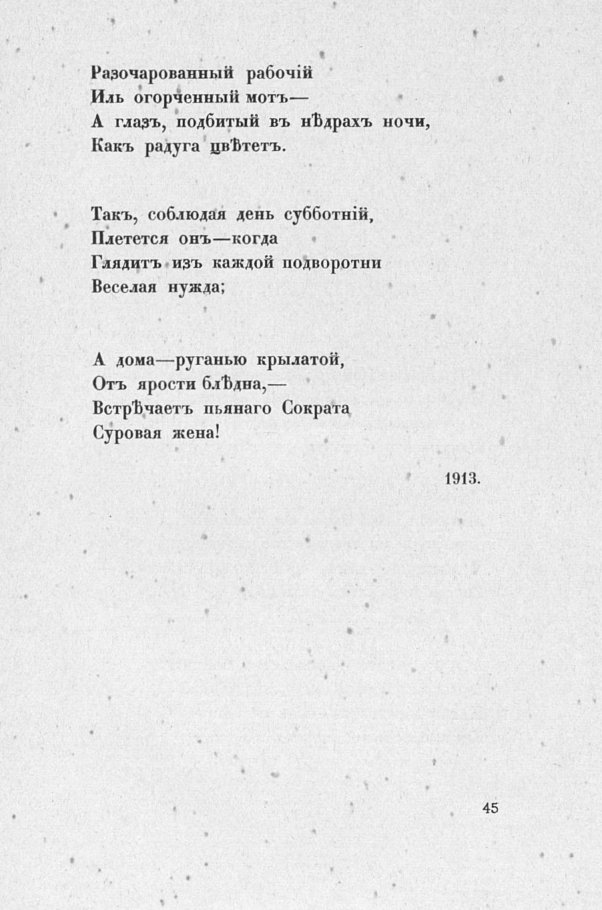 Разочарованный рабочій
Иль огорченный мотъ—
А глазъ, подбитый въ нѣдрахъ ночи,
Какъ радуга цвѣтетъ.
Такъ, соблюдая день субботній,
Плетется онъ—когда
Глядитъ изъ каждой подворотни
Веселая нужда;
А дома—руганью крылатой,
Отъ ярости блѣдна,—
Встрѣчаетъ пьянаго Сократа
Суровая жена!
1913.
45